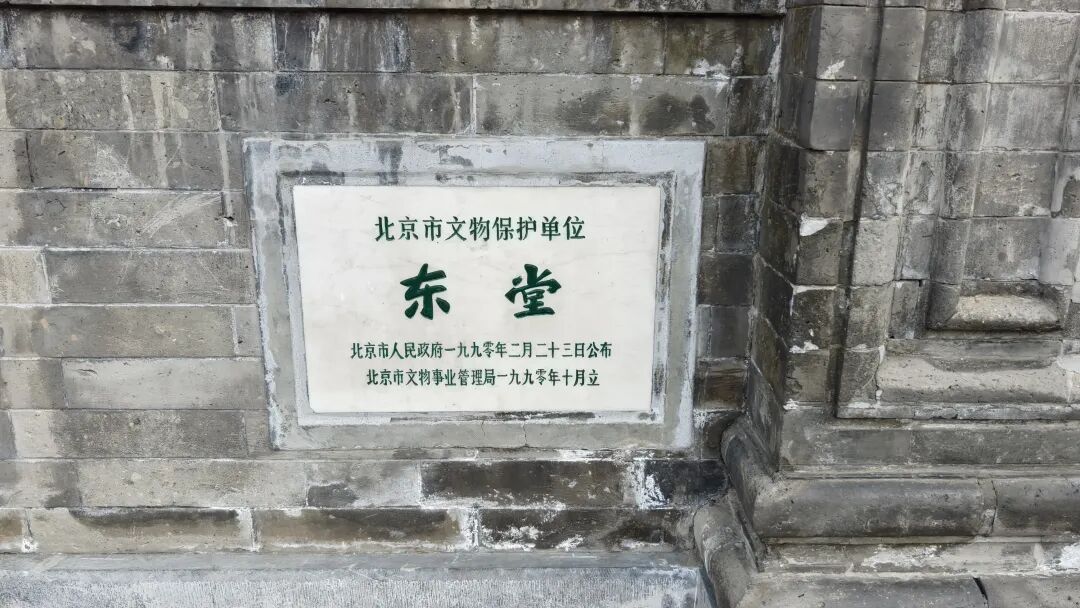 北京市文物保护单位
东堂
北京市人民政府一九九零年二月二十三日公布
北京市文物事业管理局一九九零年十月立